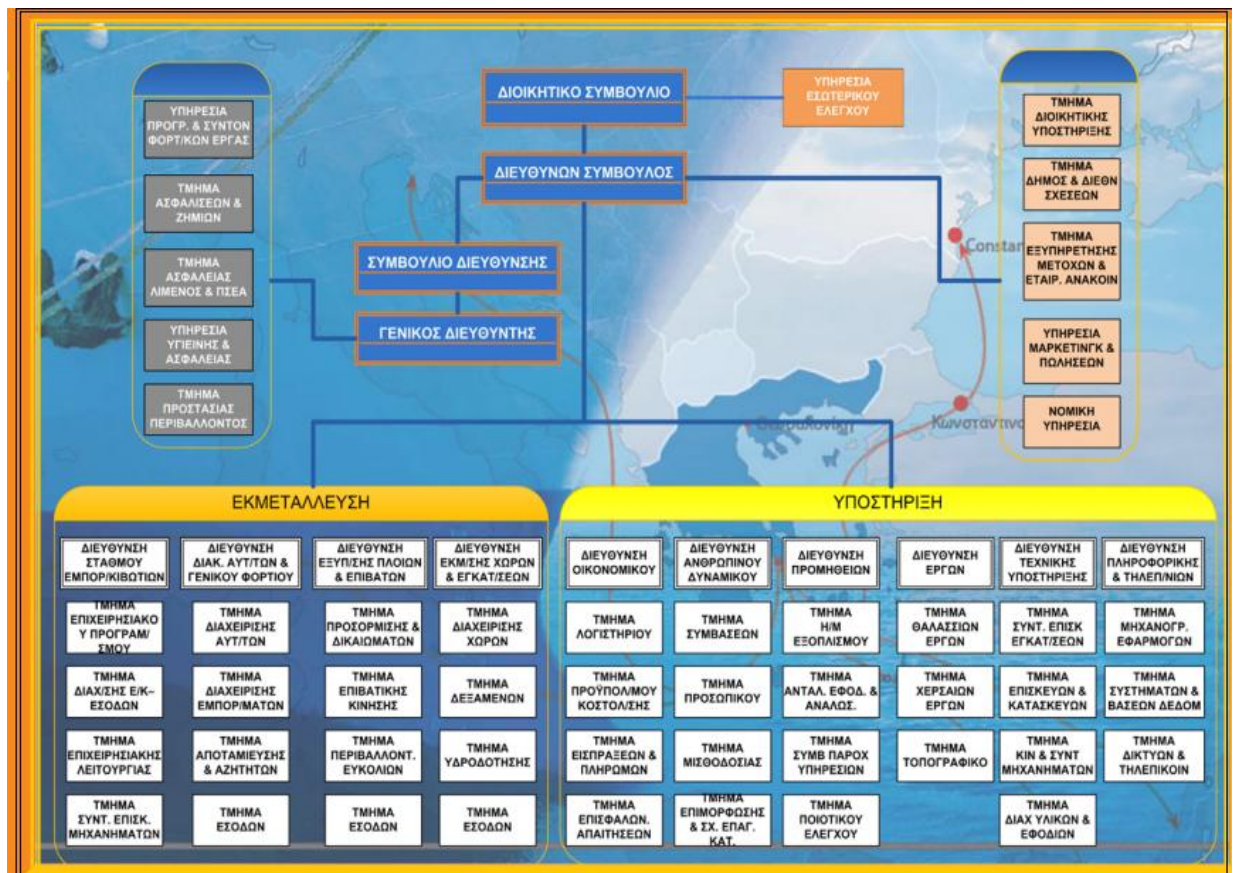 ΔΙΟΙΚΗΤΙΚΟ ΣΥΜΒΟΥΛΙΟ
ΥΠΗΡΕΣΙΑ
ΕΣΩΤΕΡΙΚΟΥ
ΕΛΕΓΧΟΥ
ΔΙΕΥΘΥΝΩΝ ΣΥΜΒΟΥΛΟΣ
ΣΥΜΒΟΥΛΙΟ ΔΙΕΥΘΥΝΣΗΣ
ΓΕΝΙΚΟΣ ΔΙΕΥΘΥΝΤΗΣ
ΥΠΗΡΕΣΙΑ
ΠΡΟΓΡ. & ΣΥΝΤΟΝ
ΦΟΡΤ/ΚΩΝ ΕΡΓΑΣ
ΤΜΗΜΑ
ΑΣΦΑΛΙΣΕΩΝ &
ΖΗΜΙΩΝ
ΤΜΗΜΑ
ΑΣΦΑΛΕΙΑΣ
ΛΙΜΕΝΟΣ & ΠΣΕΑ
ΥΠΗΡΕΣΙΑ
ΥΓΙΕΙΝΗΣ &
ΑΣΦΑΛΕΙΑΣ
ΤΜΗΜΑ
ΠΡΟΣΤΑΣΙΑΣ
ΠΕΡΙΒΑΛΛΟΝΤΟΣ
ΤΜΗΜΑ
ΔΙΟΙΚΗΤΙΚΗΣ
ΥΠΟΣΤΗΡΙΞΗΣ
ΤΜΗΜΑ
ΔΗΜΟΣ & ΔΙΕΘΝ
ΣΧΕΣΕΩΝ
ΤΜΗΜΑ
ΕΞΥΠΗΡΕΤΗΣΗΣ
ΜΕΤΟΧΩΝ &
ΕΤΑΙΡ. ΑΝΑΚΟΙΝ
ΥΠΗΡΕΣΙΑ
ΜΑΡΚΕΤΙΝΓΚ &
ΠΩΛΗΣΕΩΝ
ΝΟΜΙΚΗ
ΥΠΗΡΕΣΙΑ
Constan
Θεσσαλονίκη
Κωνσταντινο
ΕΚΜΕΤΑΛΛΕΥΣΗ
ΔΙΕΥΘΥΝΣΗ
ΣΤΑΘΜΟΥ
ΕΜΠΟΡ/ΚΙΒΩΤΙΩΝ
ΤΜΗΜΑ
ΕΠΙΧΕΙΡΗΣΙΑΚΟ
Υ ΠΡΟΓΡΑΜ/
ΣΜΟΥ
ΤΜΗΜΑ
ΔΙΑΧ/ΣΗΣ Ε/Κ–
ΕΣΟΔΩΝ
ΤΜΗΜΑ
ΕΠΙΧΕΙΡΗΣΙΑΚΗΣ
ΛΕΙΤΟΥΡΓΙΑΣ
ΤΜΗΜΑ
ΣΥΝΤ. ΕΠΙΣΚ.
ΜΗΧΑΝΗΜΑΤΩΝ
ΔΙΕΥΘΥΝΣΗ
ΔΙΑΚ. ΑΥΤ/ΤΩΝ &
ΓΕΝΙΚΟΥ ΦΟΡΤΙΟΥ
ΤΜΗΜΑ
ΔΙΑΧΕΙΡΙΣΗΣ
ΑΥΤ/ΤΩΝ
ΤΜΗΜΑ
ΔΙΑΧΕΙΡΙΣΗΣ
ΕΜΠΟΡ/ΜΑΤΩΝ
ΤΜΗΜΑ
ΑΠΟΤΑΜΙΕΥΣΗΣ
& ΑΖΗΤΗΤΩΝ
ΤΜΗΜΑ
ΕΣΟΔΩΝ
ΔΙΕΥΘΥΝΣΗ
ΕΞΥΠ/ΣΗΣ ΠΛΟΙΩΝ
& ΕΠΙΒΑΤΩΝ
ΤΜΗΜΑ
ΠΡΟΣΟΡΜΙΣΗΣ &
ΔΙΚΑΙΩΜΑΤΩΝ
ΤΜΗΜΑ
ΕΠΙΒΑΤΙΚΗΣ
ΚΙΝΗΣΗΣ
ΤΜΗΜΑ
ΠΕΡΙΒΑΛΛΟΝΤ.
ΕΥΚΟΛΙΩΝ
ΤΜΗΜΑ
ΕΣΟΔΩΝ
ΔΙΕΥΘΥΝΣΗ
ΕΚΜ/ΣΗΣ ΧΩΡΩΝ
& ΕΓΚΑΤ/ΣΕΩΝ
ΤΜΗΜΑ
ΔΙΑΧΕΙΡΙΣΗΣ
ΧΩΡΩΝ
ΤΜΗΜΑ
ΔΕΞΑΜΕΝΩΝ
ΤΜΗΜΑ
ΥΔΡΟΔΟΤΗΣΗΣ
ΤΜΗΜΑ
ΕΣΟΔΩΝ
ΥΠΟΣΤΗΡΙΞΗ
ΔΙΕΥΘΥΝΣΗ
ΟΙΚΟΝΟΜΙΚΟΥ
ΤΜΗΜΑ
ΛΟΓΙΣΤΗΡΙΟΥ
ΤΜΗΜΑ
ΠΡΟΫΠΟΛ/ΜΟΥ
ΚΟΣΤΟΛ/ΣΗΣ
ΤΜΗΜΑ
ΕΙΣΠΡΑΞΕΩΝ &
ΠΛΗΡΩΜΩΝ
ΤΜΗΜΑ
ΕΠΙΣΦΑΛΩΝ.
ΑΠΑΙΤΗΣΕΩΝ
ΔΙΕΥΘΥΝΣΗ
ΑΝΘΡΩΠΙΝΟΥ
ΔΥΝΑΜΙΚΟΥ
ΤΜΗΜΑ
ΣΥΜΒΑΣΕΩΝ
ΤΜΗΜΑ
ΠΡΟΣΩΠΙΚΟΥ
ΤΜΗΜΑ
ΜΙΣΘΟΔΟΣΙΑΣ
ΤΜΗΜΑ
ΕΠΙΜΟΡΦΩΣΗΣ
& ΣΧ. ΕΠΑΓ.
ΚΑΤ.
ΔΙΕΥΘΥΝΣΗ
ΠΡΟΜΗΘΕΙΩΝ
ΤΜΗΜΑ
Η/Μ
ΕΞΟΠΛΙΣΜΟΥ
ΤΜΗΜΑ
ΑΝΤΑΛ. ΕΦΟΔ. &
ΑΝΑΛΩΣ.
ΤΜΗΜΑ
ΣΥΜΒ ΠΑΡΟΧ
ΥΠΗΡΕΣΙΩΝ
ΤΜΗΜΑ
ΠΟΙΟΤΙΚΟΥ
ΕΛΕΓΧΟΥ
ΔΙΕΥΘΥΝΣΗ
ΕΡΓΩΝ
ΤΜΗΜΑ
ΘΑΛΑΣΣΙΩΝ
ΕΡΓΩΝ
ΤΜΗΜΑ
ΧΕΡΣΑΙΩΝ
ΕΡΓΩΝ
ΤΜΗΜΑ
ΤΟΠΟΓΡΑΦΙΚΟ
ΔΙΕΥΘΥΝΣΗ
ΤΕΧΝΙΚΗΣ
ΥΠΟΣΤΗΡΙΞΗΣ
ΤΜΗΜΑ
ΣΥΝΤ. ΕΠΙΣΚ
ΕΓΚΑΤ/ΣΕΩΝ
ΤΜΗΜΑ
ΕΠΙΣΚΕΥΩΝ &
ΚΑΤΑΣΚΕΥΩΝ
ΤΜΗΜΑ
ΚΙΝ & ΣΥΝΤ
ΜΗΧΑΝΗΜΑΤΩΝ
ΤΜΗΜΑ
ΔΙΑΧ ΥΛΙΚΩΝ &
ΕΦΟΔΙΩΝ
ΔΙΕΥΘΥΝΣΗ
ΠΛΗΡΟΦΟΡΙΚΗΣ
& ΤΗΛΕΠ/ΝΙΩΝ
ΤΜΗΜΑ
ΜΗΧΑΝΟΓΡ.
ΕΦΑΡΜΟΓΩΝ
ΤΜΗΜΑ
ΣΥΣΤΗΜΑΤΩΝ &
ΒΑΣΕΩΝ ΔΕΔΟΜ
ΤΜΗΜΑ
ΔΙΚΤΥΩΝ &
ΤΗΛΕΠΙΚΟΙΝ